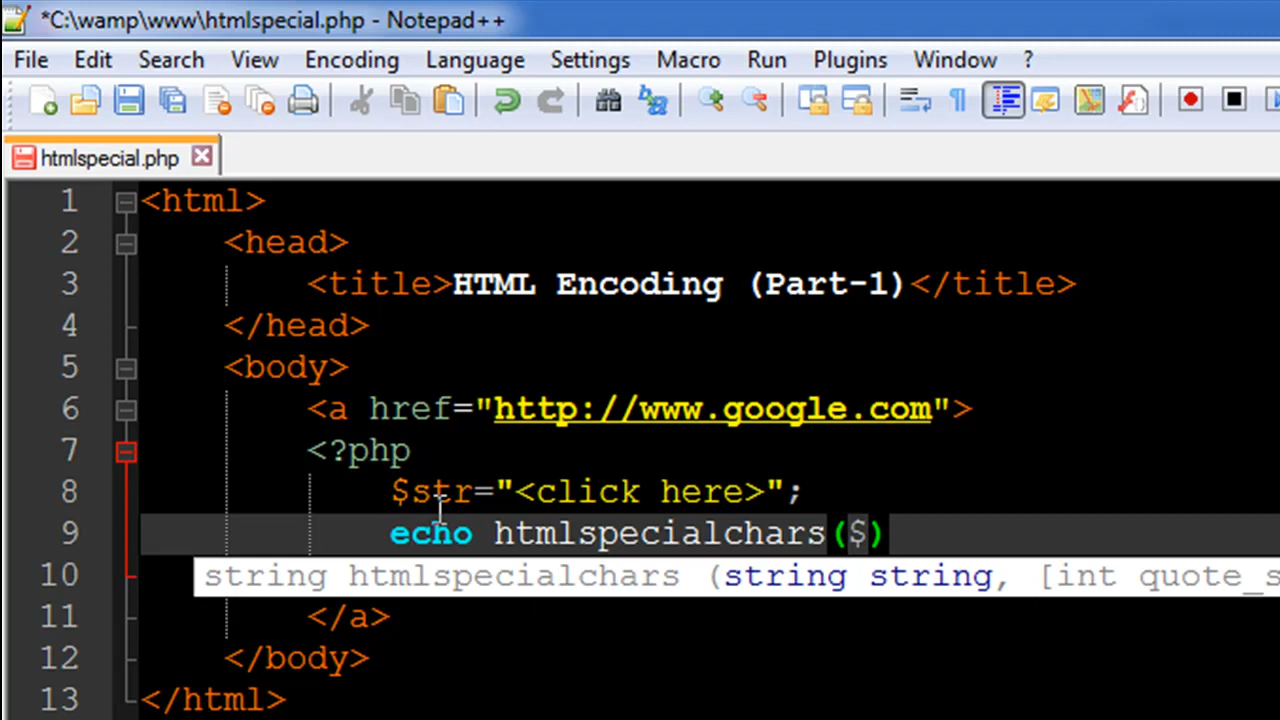 *C:\wamp\www\htmlspecial.php - Notepad++
File Edit Search View Encoding Language Settings Macro Run Plugins Window ?
htmlspecial.php
1 <html>
2 <head>
3 <title>HTML Encoding (Part-1)</title>
4 </head>
5 <body>
6 <a href="http://www.google.com">
7 <?php
8 $str="<click here>";
9 echo htmlspecialchars($)
10 string htmlspecialchars (string string, [int quote_s
11 </a>
12 </body>
13 </html>